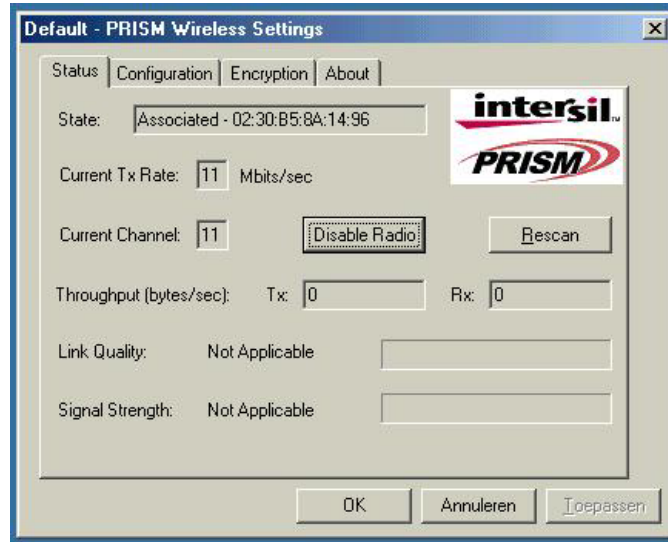 Default - PRISM Wireless Settings
Status Configuration Encryption About
State: Associated - 02:30:B5:8A:14:96
intersil
PRISM
Current Tx Rate: 11 Mbits/sec
Current Channel: 11 Disable Radio Rescan
Throughput (bytes/sec): Tx: 0 Rx: 0
Link Quality: Not Applicable
Signal Strength: Not Applicable
OK Annuleren Toepassen